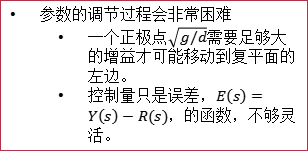 • 参数的调节过程会非常困难
• 一个正极点√g/d需要足够大
的增益才可能移动到复平面的
左边。
• 控制量只是误差，E(s)=
Y(s)−R(s)，的函数，不够灵
活。